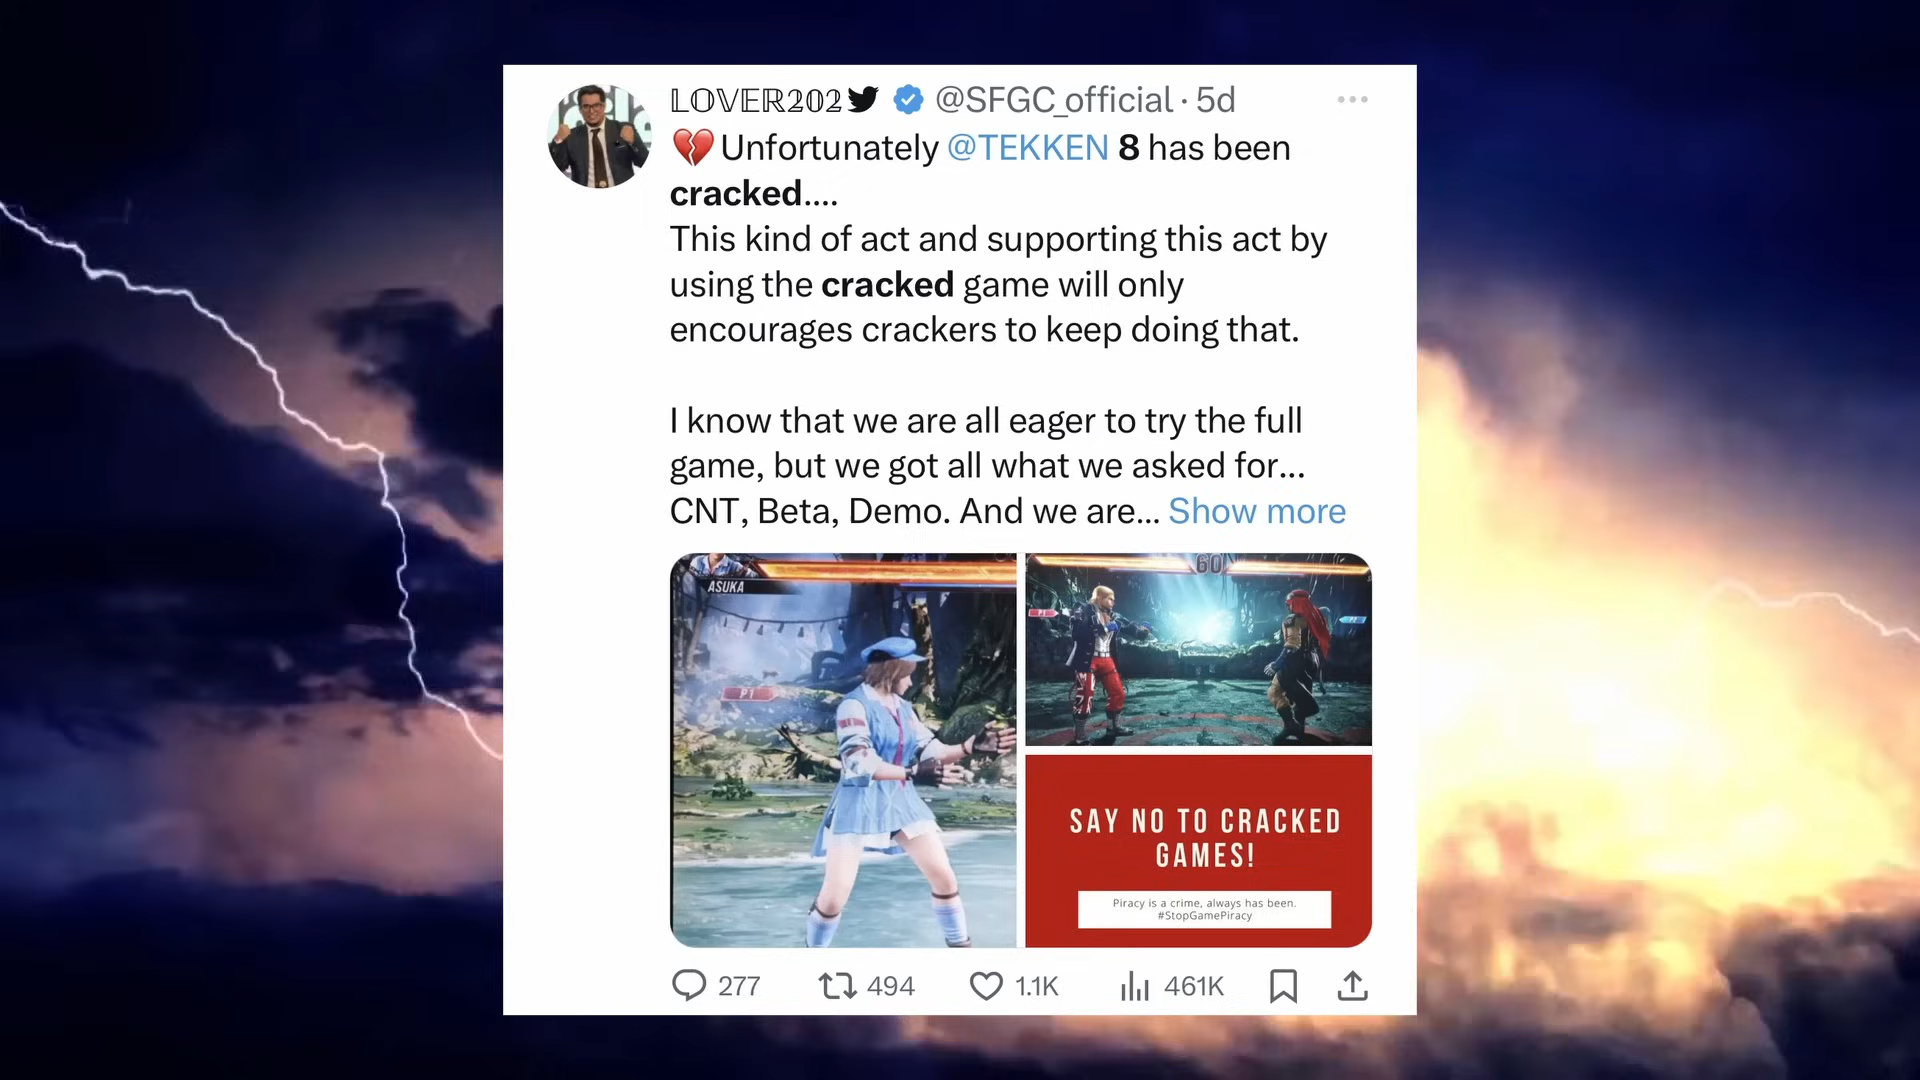 LOVER202 @SFGC_official · 5d
💔Unfortunately @TEKKEN 8 has been
cracked....
This kind of act and supporting this act by
using the cracked game will only
encourages crackers to keep doing that.
I know that we are all eager to try the full
game, but we got all what we asked for...
CNT, Beta, Demo. And we are... Show more
ASUKA
P1
60
P1
P2
SAY NO TO CRACKED
GAMES!
Piracy is a crime, always has been.
#StopGamePiracy
277 494 1.1K 461K